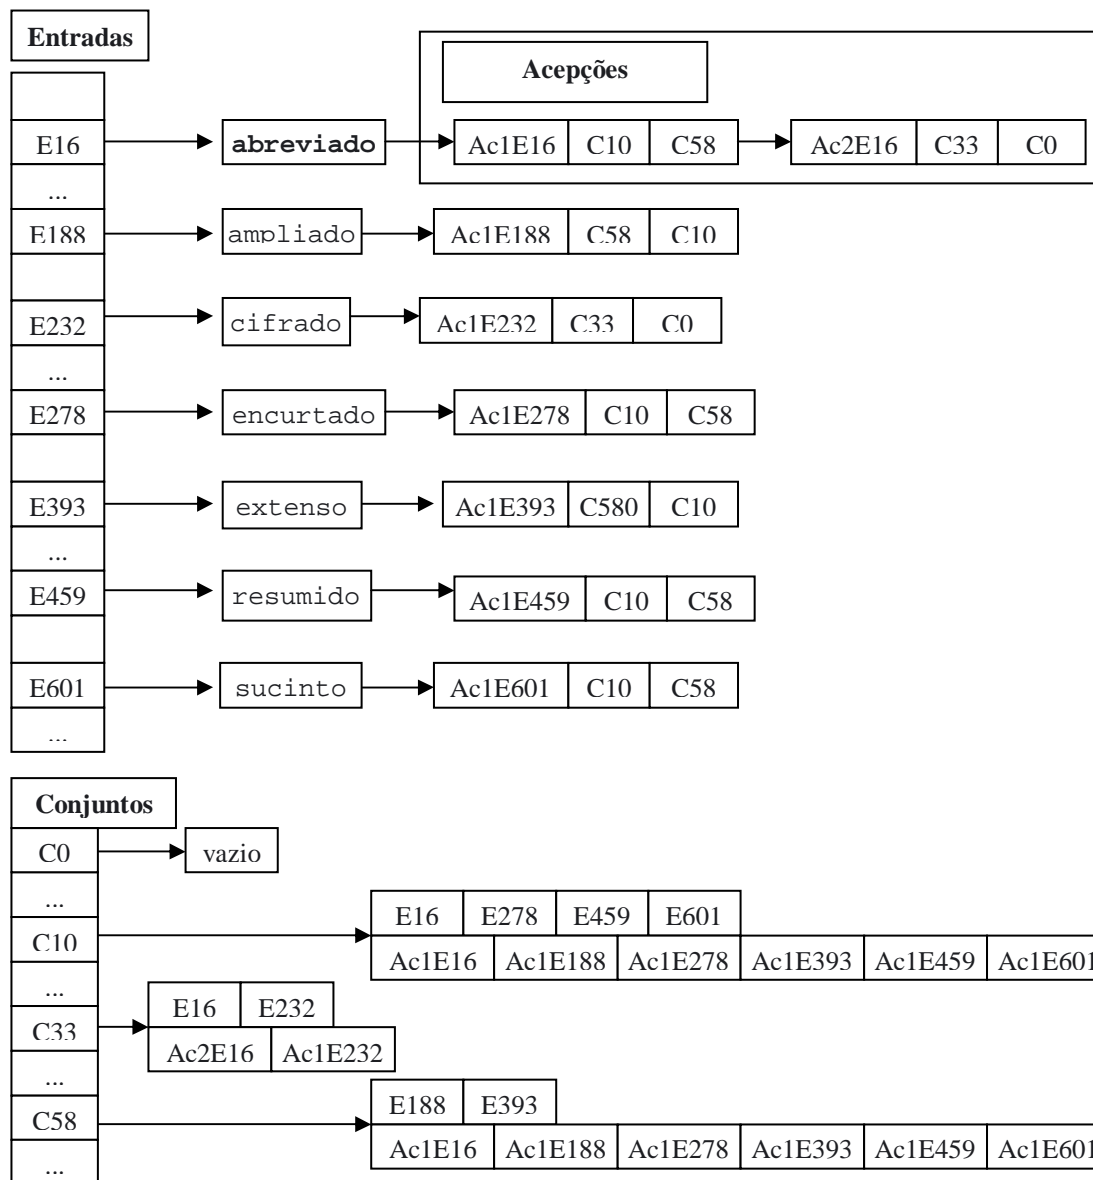 Entradas
Acepções
E16 abreviado Ac1E16 C10 C58 Ac2E16 C33 C0
...
E188 ampliado Ac1E188 C58 C10
E232 cifrado Ac1E232 C33 C0
...
E278 encurtado Ac1E278 C10 C58
E393 extenso Ac1E393 C580 C10
...
E459 resumido Ac1E459 C10 C58
E601 sucinto Ac1E601 C10 C58
...
Conjuntos
C0 vazio
...
E16 E278 E459 E601
C10
Ac1E16 Ac1E188 Ac1E278 Ac1E393 Ac1E459 Ac1E601
...
E16 E232
C33
Ac2E16 Ac1E232
...
E188 E393
C58
Ac1E16 Ac1E188 Ac1E278 Ac1E393 Ac1E459 Ac1E601
...